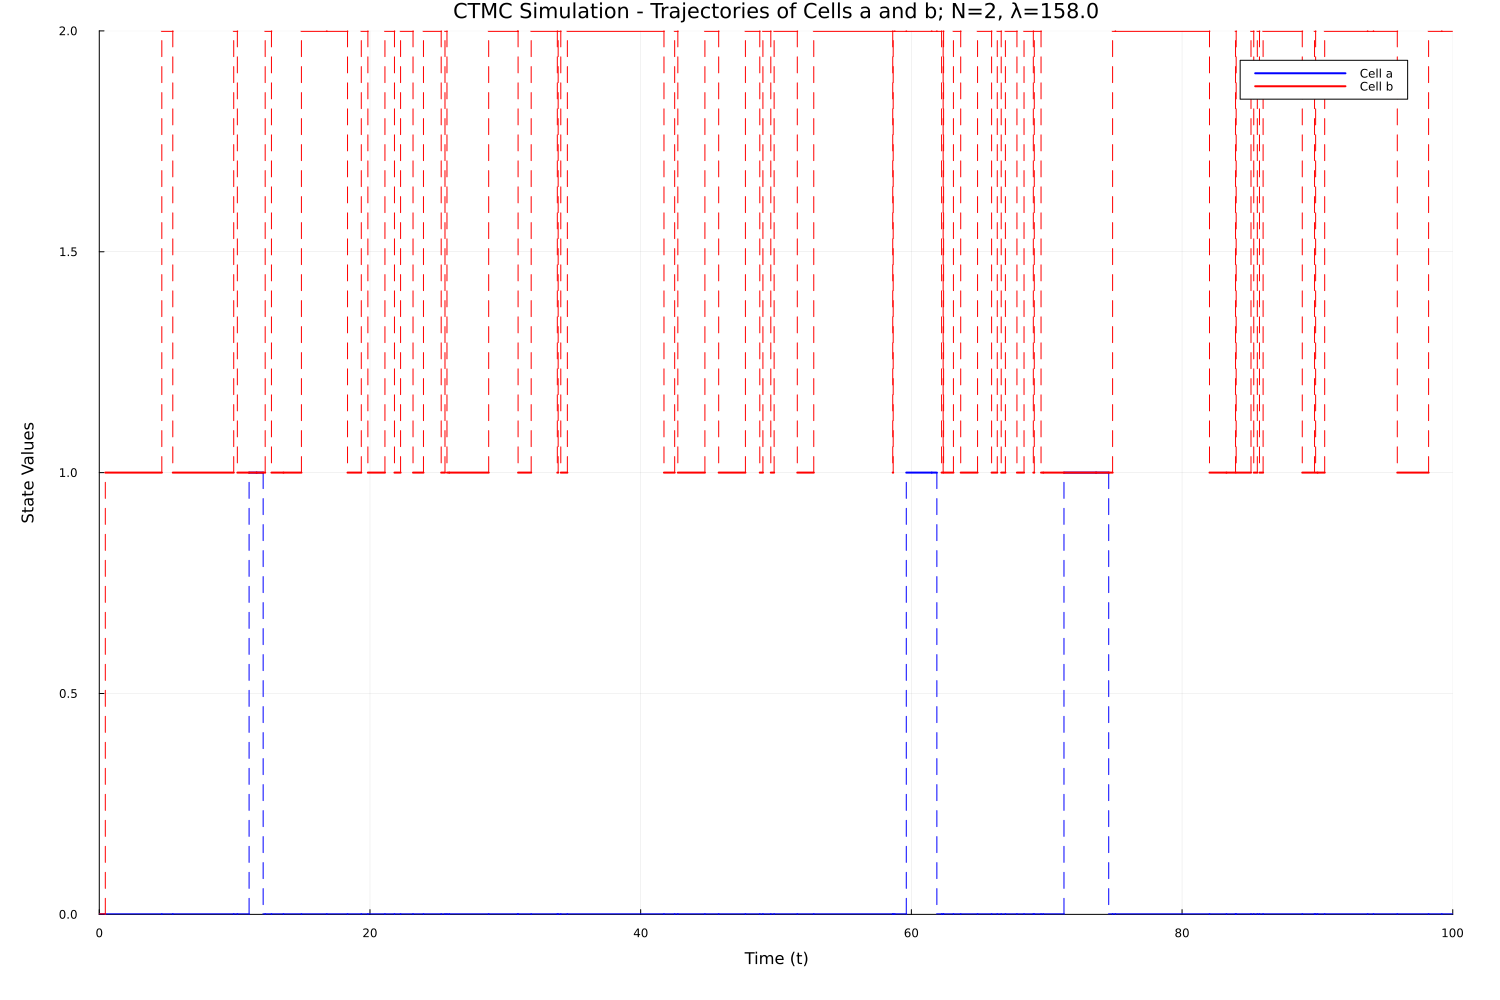 CTMC Simulation - Trajectories of Cells a and b; N=2, λ=158.0
2.0
Cell a
Cell b
1.5
1.0
State Values
0.5
0.0
0 20 40 60 80 100
Time (t)